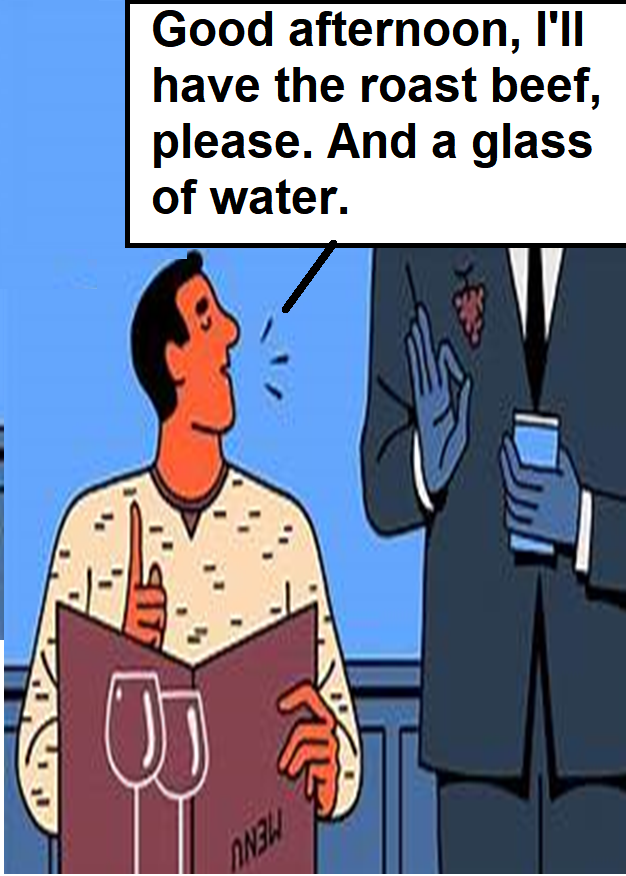 Good afternoon, I'll
have the roast beef,
please. And a glass
of water.
MENU